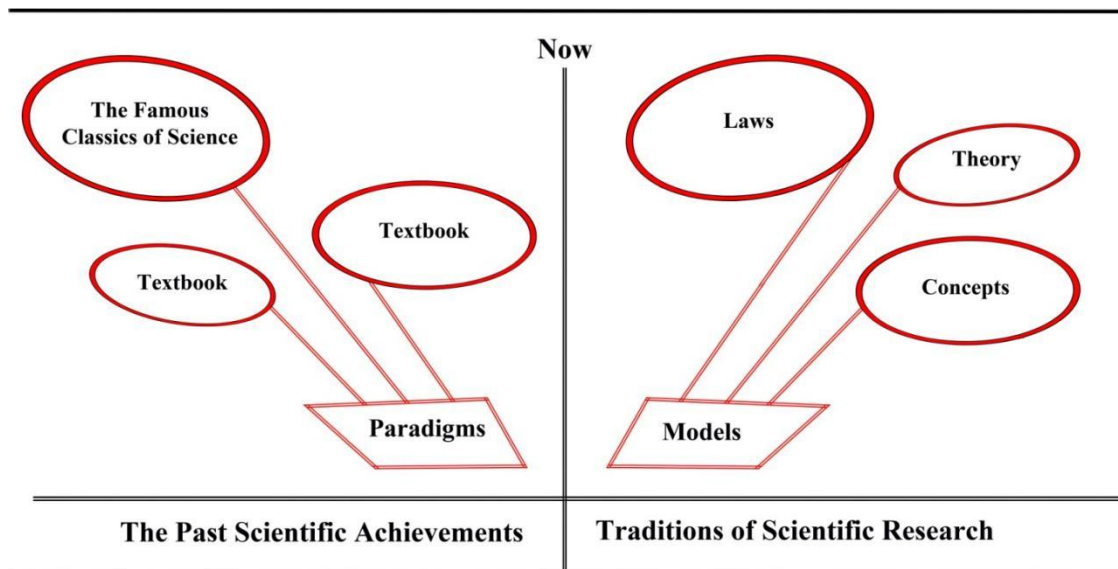 Now
The Famous
Classics of Science
Textbook
Textbook
Paradigms
Laws
Theory
Concepts
Models
The Past Scientific Achievements
Traditions of Scientific Research